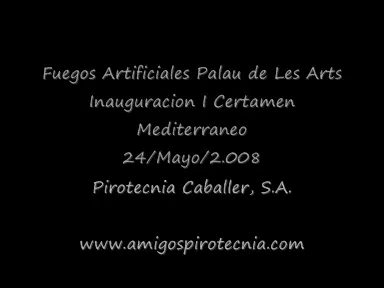 Fuegos Artificiales Palau de Les Arts
Inauguracion I Certamen
Mediterraneo
24/Mayo/2.008
Pirotecnia Caballer, S.A.
www.amigospirotecnia.com